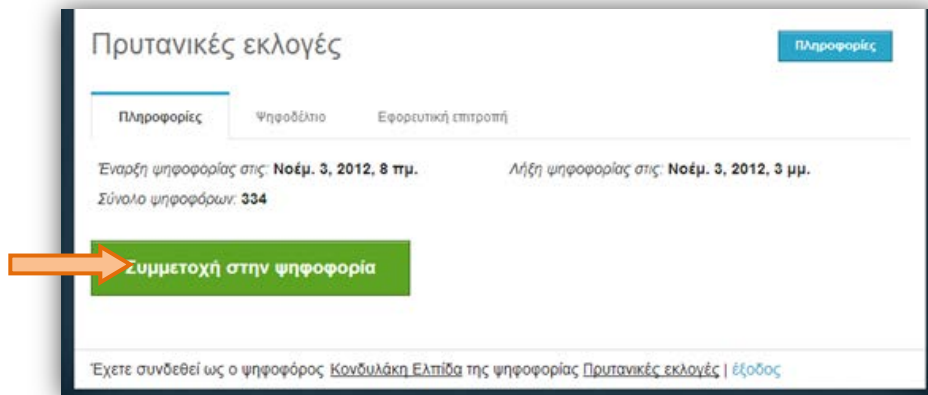 Πρυτανικές εκλογές
Πληροφορίες
Πληροφορίες Ψηφοδέλτιο Εφορευτική επιτροπή
Έναρξη ψηφοφορίας στις: Νοέμ. 3, 2012, 8 πμ. Λήξη ψηφοφορίας στις: Νοέμ. 3, 2012, 3 μμ.
Σύνολο ψηφοφόρων: 334
Συμμετοχή στην ψηφοφορία
Έχετε συνδεθεί ως ο ψηφοφόρος Κονδυλάκη Ελπίδα της ψηφοφορίας Πρυτανικές εκλογές | έξοδος